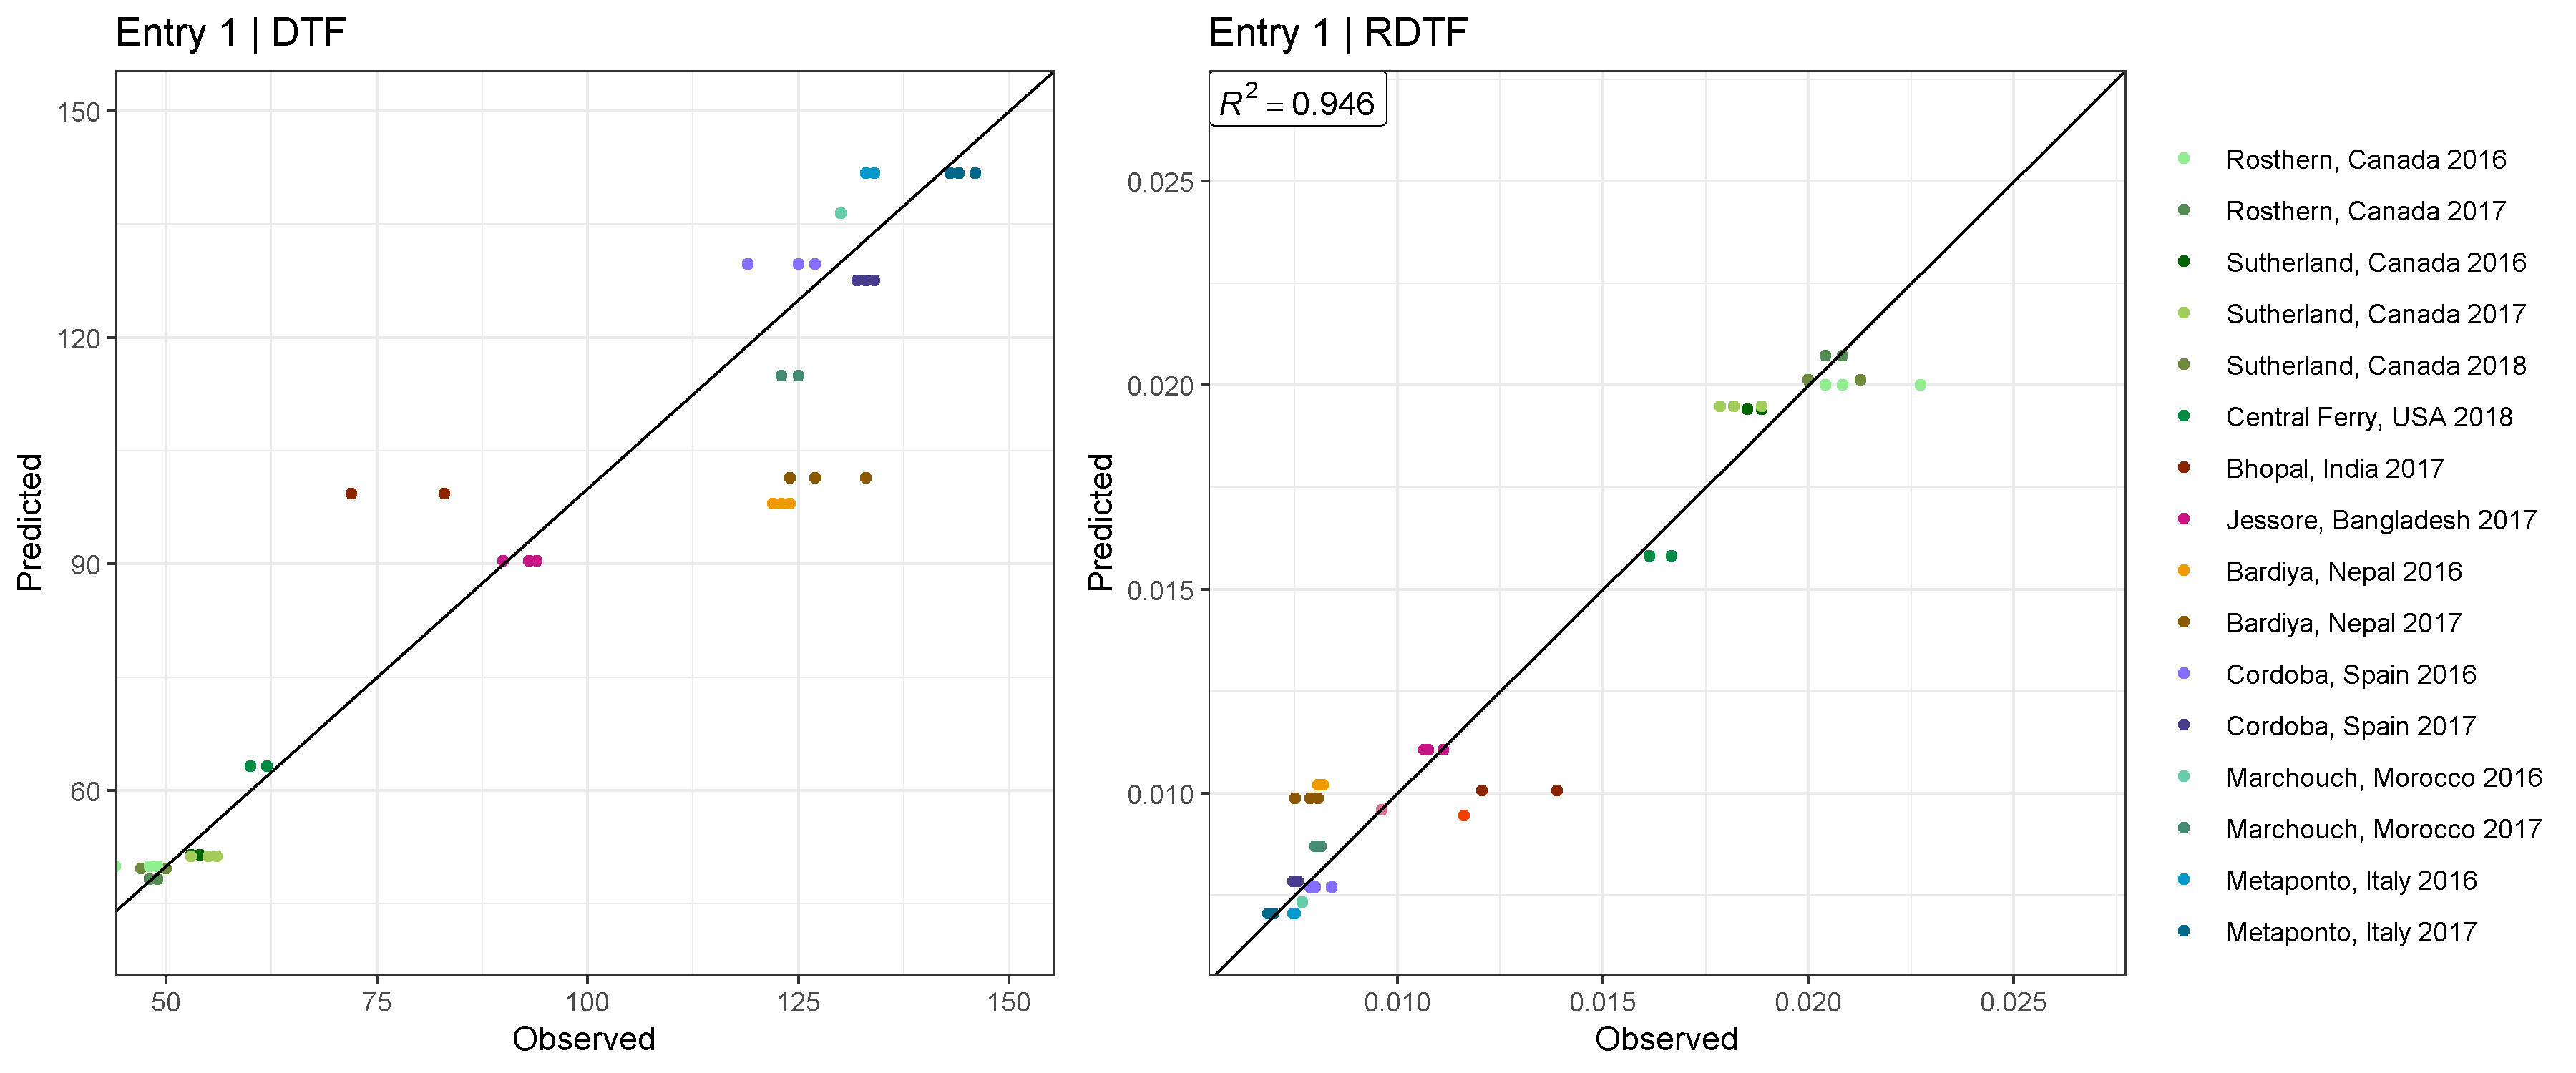 Entry 1 | DTF
Entry 1 | RDTF
150
120
90
60
Predicted
50
75
100
125
150
Observed
R² = 0.946
0.025
0.020
0.015
0.010
Predicted
0.010
0.015
0.020
0.025
Observed
Rosthern, Canada 2016
Rosthern, Canada 2017
Sutherland, Canada 2016
Sutherland, Canada 2017
Sutherland, Canada 2018
Central Ferry, USA 2018
Bhopal, India 2017
Jessore, Bangladesh 2017
Bardiya, Nepal 2016
Bardiya, Nepal 2017
Cordoba, Spain 2016
Cordoba, Spain 2017
Marchouch, Morocco 2016
Marchouch, Morocco 2017
Metaponto, Italy 2016
Metaponto, Italy 2017